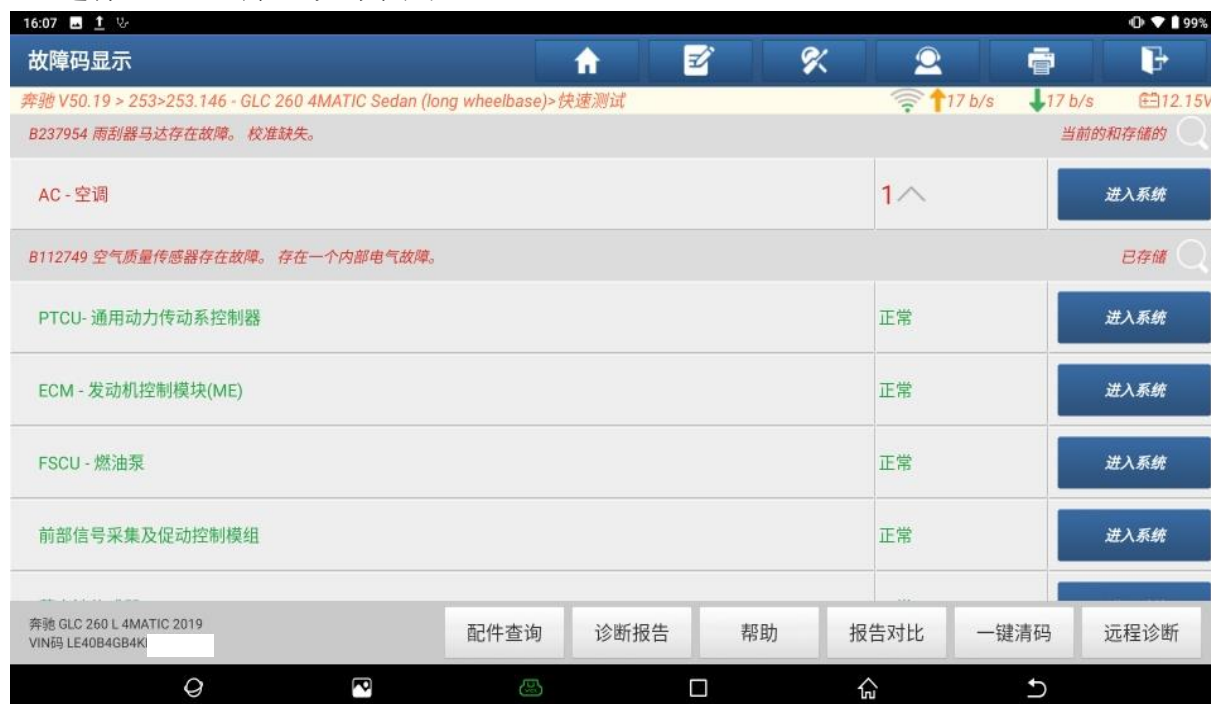 16:07
99%
故障码显示
奔驰 V50.19 > 253>253.146 - GLC 260 4MATIC Sedan (long wheelbase)>快速测试
17 b/s
17 b/s
12.15V
B237954 雨刮器马达存在故障。 校准缺失。
当前的和存储的
AC - 空调
1
进入系统
B112749 空气质量传感器存在故障。 存在一个内部电气故障。
已存储
PTCU- 通用动力传动系控制器
正常
进入系统
ECM - 发动机控制模块(ME)
正常
进入系统
FSCU - 燃油泵
正常
进入系统
前部信号采集及促动控制模组
正常
进入系统
奔驰 GLC 260 L 4MATIC 2019
VIN码 LE40B4GB4K
配件查询
诊断报告
帮助
报告对比
一键清码
远程诊断